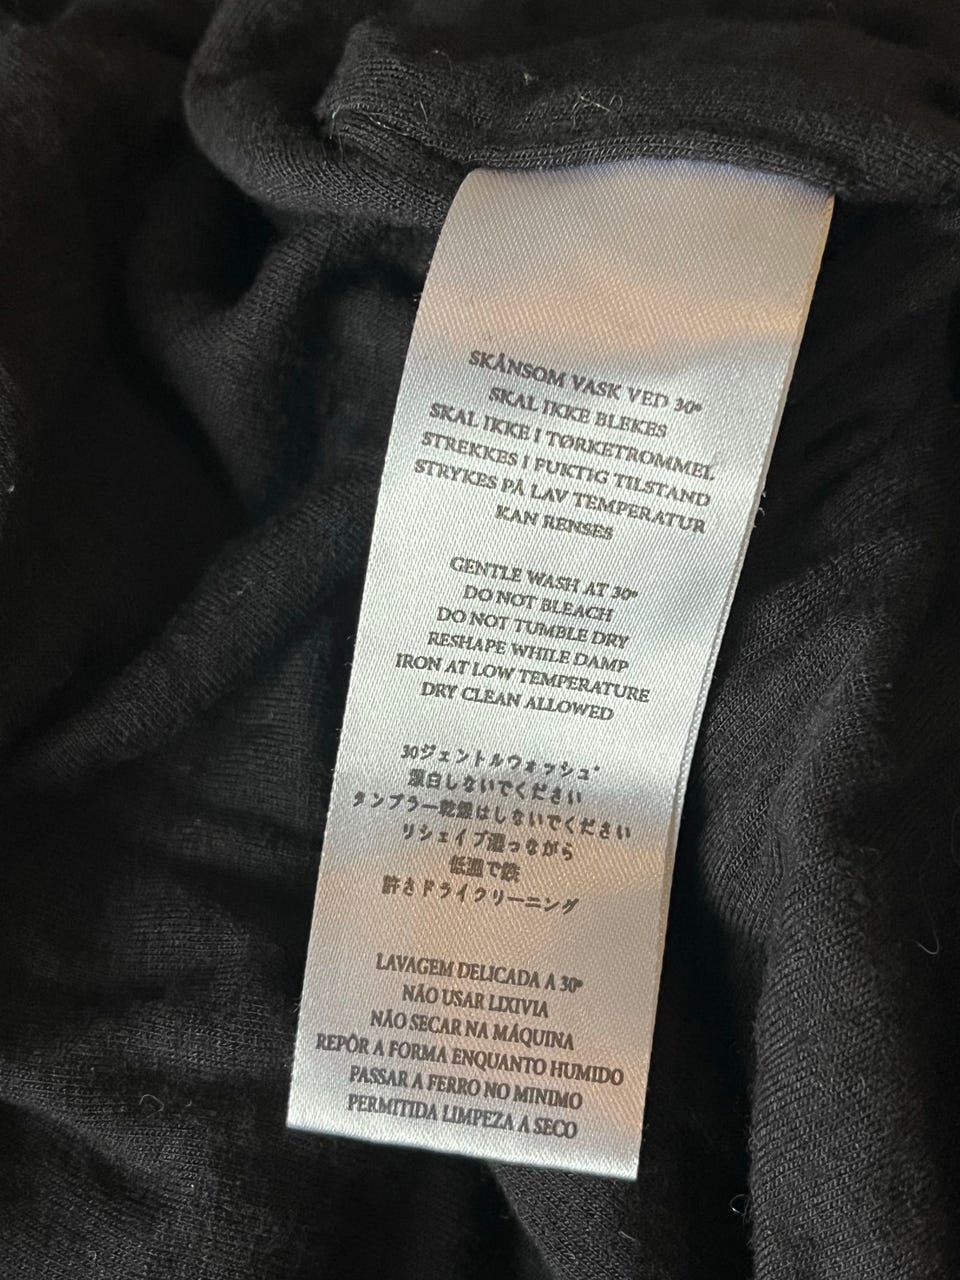 SKÅNSOM VASK VED 30°
SKAL IKKE BLEKES
SKAL IKKE I TØRKETROMMEL
STREKKES I FUKTIG TILSTAND
STRYKES PÅ LAV TEMPERATUR
KAN RENSES
GENTLE WASH AT 30°
DO NOT BLEACH
DO NOT TUMBLE DRY
RESHAPE WHILE DAMP
IRON AT LOW TEMPERATURE
DRY CLEAN ALLOWED
30ジェントルウォッシュ°
漂白しないでください
タンブラー乾燥はしないでください
リシェイプ湿っながら
低温で鉄
許さドライクリーニング
LAVAGEM DELICADA A 30°
NÃO USAR LIXIVIA
NÃO SECAR NA MÁQUINA
REPÔR A FORMA ENQUANTO HUMIDO
PASSAR A FERRO NO MINIMO
PERMITIDA LIMPEZA A SECO